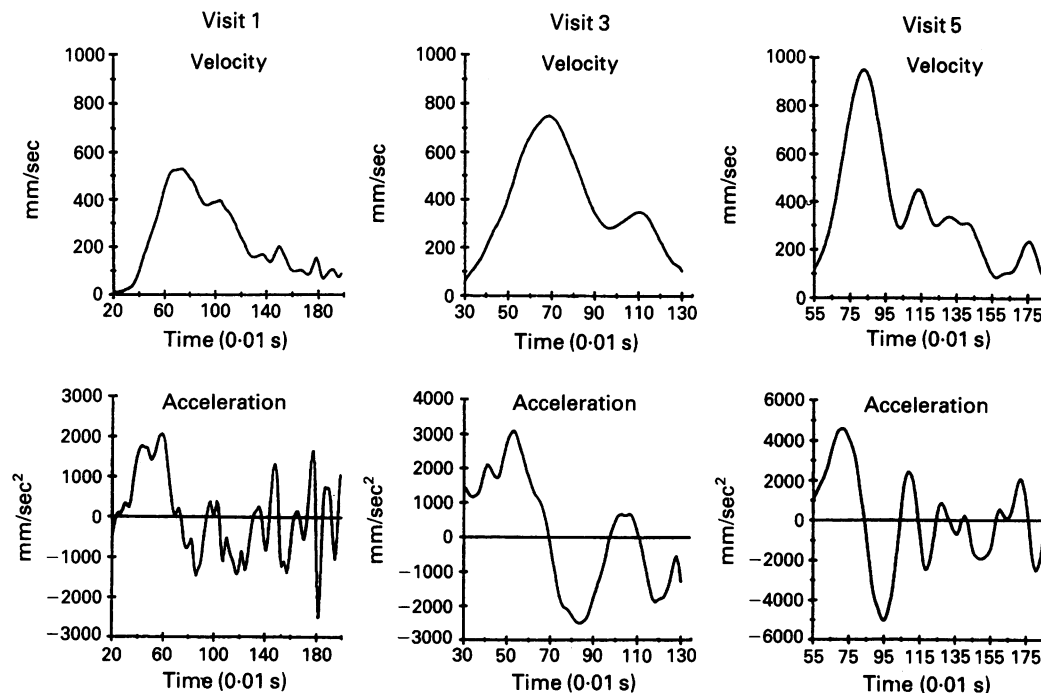 Visit 1
Velocity
mm/sec
1000
800
600
400
200
0
20 60 100 140 180
Time (0·01 s)
Visit 3
Velocity
mm/sec
1000
800
600
400
200
0
30 50 70 90 110 130
Time (0·01 s)
Visit 5
Velocity
mm/sec
1000
800
600
400
200
0
55 75 95 115 135 155 175
Time (0·01 s)
Acceleration
mm/sec²
3000
2000
1000
0
−1000
−2000
−3000
20 60 100 140 180
Time (0·01 s)
Acceleration
mm/sec²
4000
3000
2000
1000
0
−1000
−2000
−3000
30 50 70 90 110 130
Time (0·01 s)
Acceleration
mm/sec²
6000
4000
2000
0
−2000
−4000
−6000
55 75 95 115 135 155 175
Time (0·01 s)